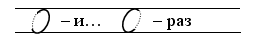 – и… – раз